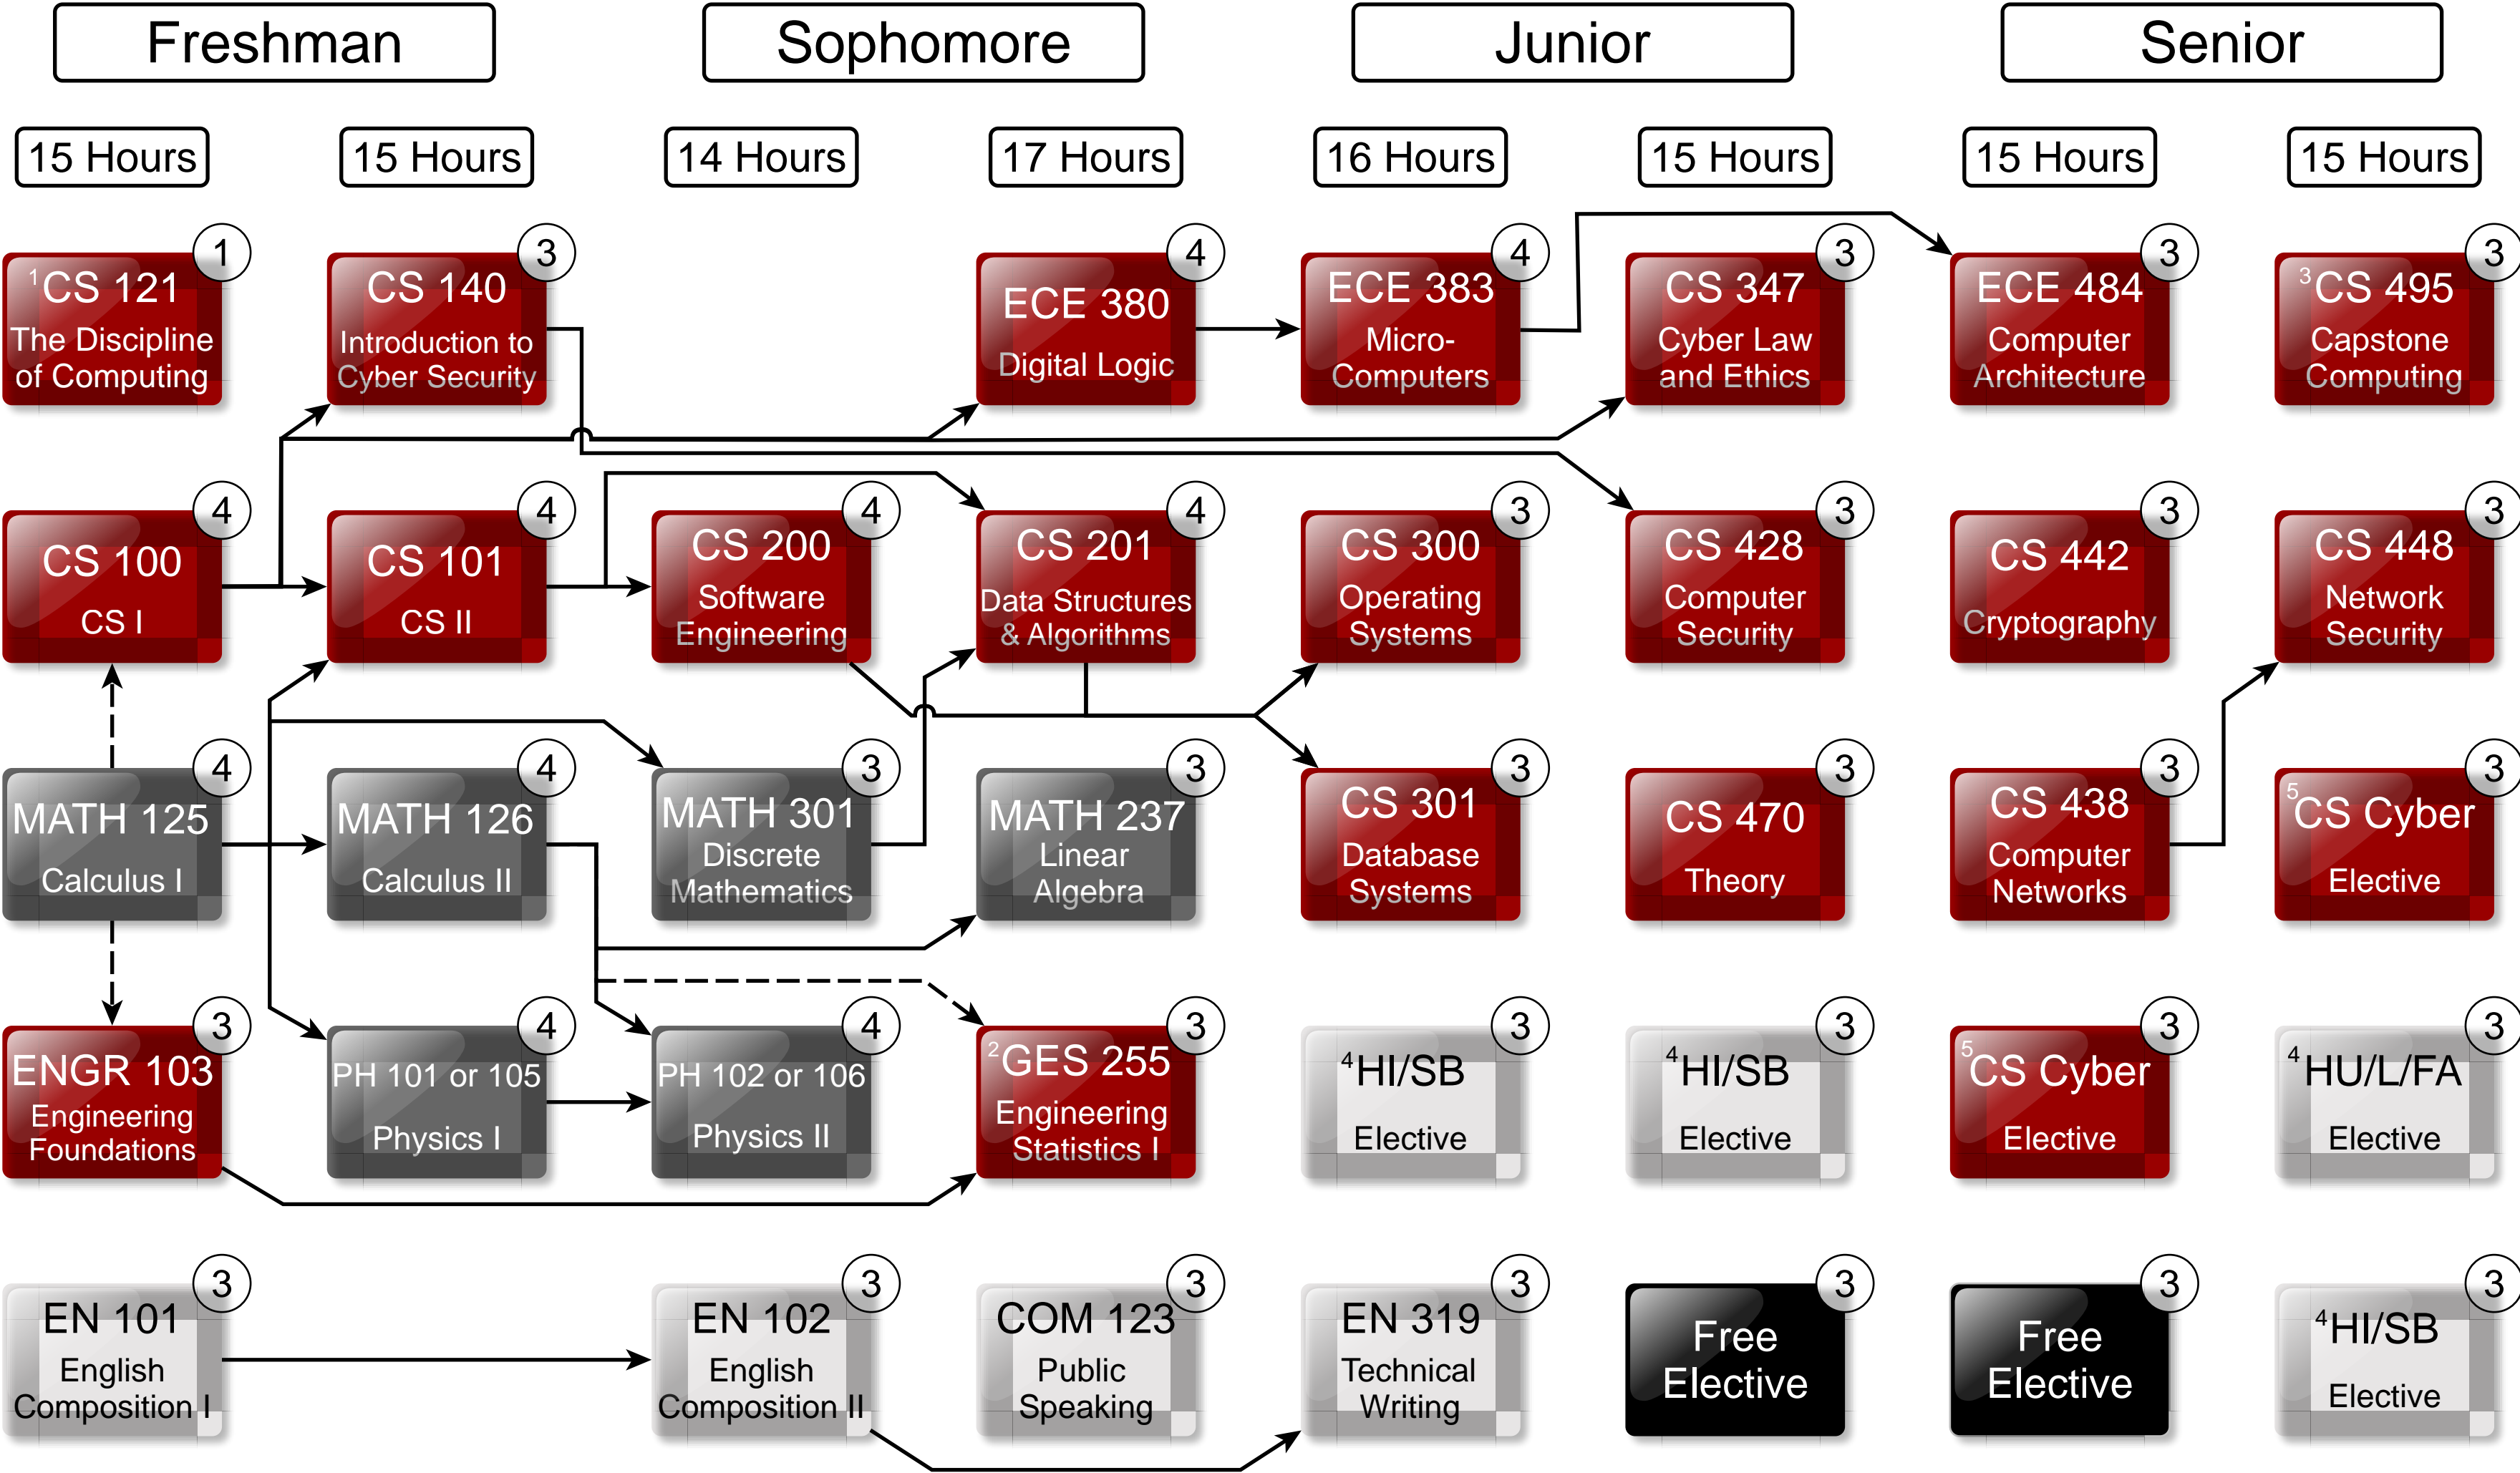 Freshman
Sophomore
Junior
Senior
15 Hours
15 Hours
14 Hours
17 Hours
16 Hours
15 Hours
15 Hours
15 Hours
1
1CS 121
The Discipline
of Computing
3
CS 140
Introduction to
Cyber Security
4
ECE 380
Digital Logic
4
ECE 383
Micro-
Computers
3
CS 347
Cyber Law
and Ethics
3
ECE 484
Computer
Architecture
3
3CS 495
Capstone
Computing
4
CS 100
CS I
4
CS 101
CS II
4
CS 200
Software
Engineering
4
CS 201
Data Structures
& Algorithms
3
CS 300
Operating
Systems
3
CS 428
Computer
Security
3
CS 442
Cryptography
3
CS 448
Network
Security
4
MATH 125
Calculus I
4
MATH 126
Calculus II
3
MATH 301
Discrete
Mathematics
3
MATH 237
Linear
Algebra
3
CS 301
Database
Systems
3
CS 470
Theory
3
CS 438
Computer
Networks
3
5CS Cyber
Elective
3
ENGR 103
Engineering
Foundations
4
PH 101 or 105
Physics I
4
PH 102 or 106
Physics II
3
2GES 255
Engineering
Statistics I
3
4HI/SB
Elective
3
4HI/SB
Elective
3
5CS Cyber
Elective
3
4HU/L/FA
Elective
3
EN 101
English
Composition I
3
EN 102
English
Composition II
3
COM 123
Public
Speaking
3
EN 319
Technical
Writing
3
Free
Elective
3
Free
Elective
3
4HI/SB
Elective